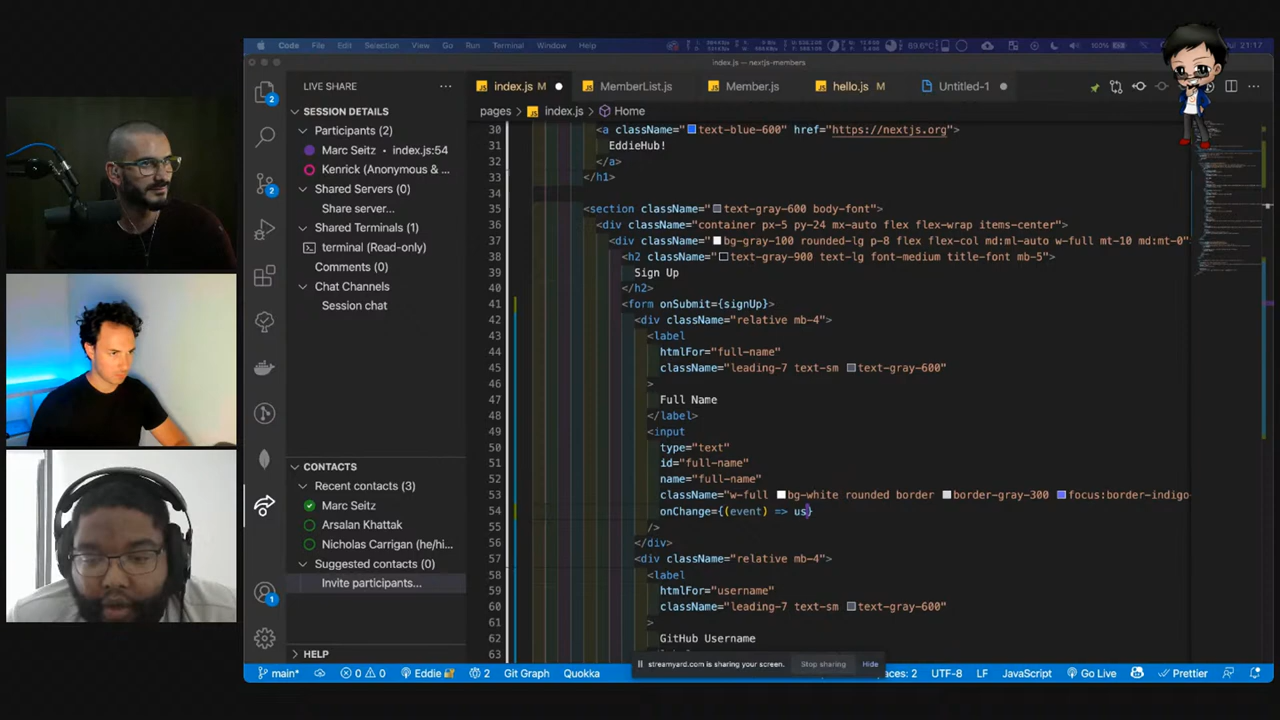 Code File Edit Selection View Go Run Terminal Window Help
100%
21:17
index.js — nextjs-members
LIVE SHARE
SESSION DETAILS
Participants (2)
Marc Seitz • index.js:54
Kenrick (Anonymous & ...
Shared Servers (0)
Share server...
Shared Terminals (1)
terminal (Read-only)
Comments (0)
Chat Channels
Session chat
CONTACTS
Recent contacts (3)
Marc Seitz
Arsalan Khattak
Nicholas Carrigan (he/hi...
Suggested contacts (0)
Invite participants...
HELP
index.js M
MemberList.js
Member.js
hello.js M
Untitled-1
pages > index.js > Home
30 <a className="text-blue-600" href="https://nextjs.org">
31 EddieHub!
32 </a>
33 </h1>
34
35 <section className="text-gray-600 body-font">
36 <div className="container px-5 py-24 mx-auto flex flex-wrap items-center">
37 <div className="bg-gray-100 rounded-lg p-8 flex flex-col md:ml-auto w-full mt-10 md:mt-0"
38 <h2 className="text-gray-900 text-lg font-medium title-font mb-5">
39 Sign Up
40 </h2>
41 <form onSubmit={signUp}>
42 <div className="relative mb-4">
43 <label
44 htmlFor="full-name"
45 className="leading-7 text-sm text-gray-600"
46 >
47 Full Name
48 </label>
49 <input
50 type="text"
51 id="full-name"
52 name="full-name"
53 className="w-full bg-white rounded border border-gray-300 focus:border-indigo-
54 onChange={(event) => us}
55 />
56 </div>
57 <div className="relative mb-4">
58 <label
59 htmlFor="username"
60 className="leading-7 text-sm text-gray-600"
61 >
62 GitHub Username
63
streamyard.com is sharing your screen. Stop sharing Hide
main* 0 0 Eddie 2 Git Graph Quokka
paces: 2 UTF-8 LF JavaScript Go Live Prettier